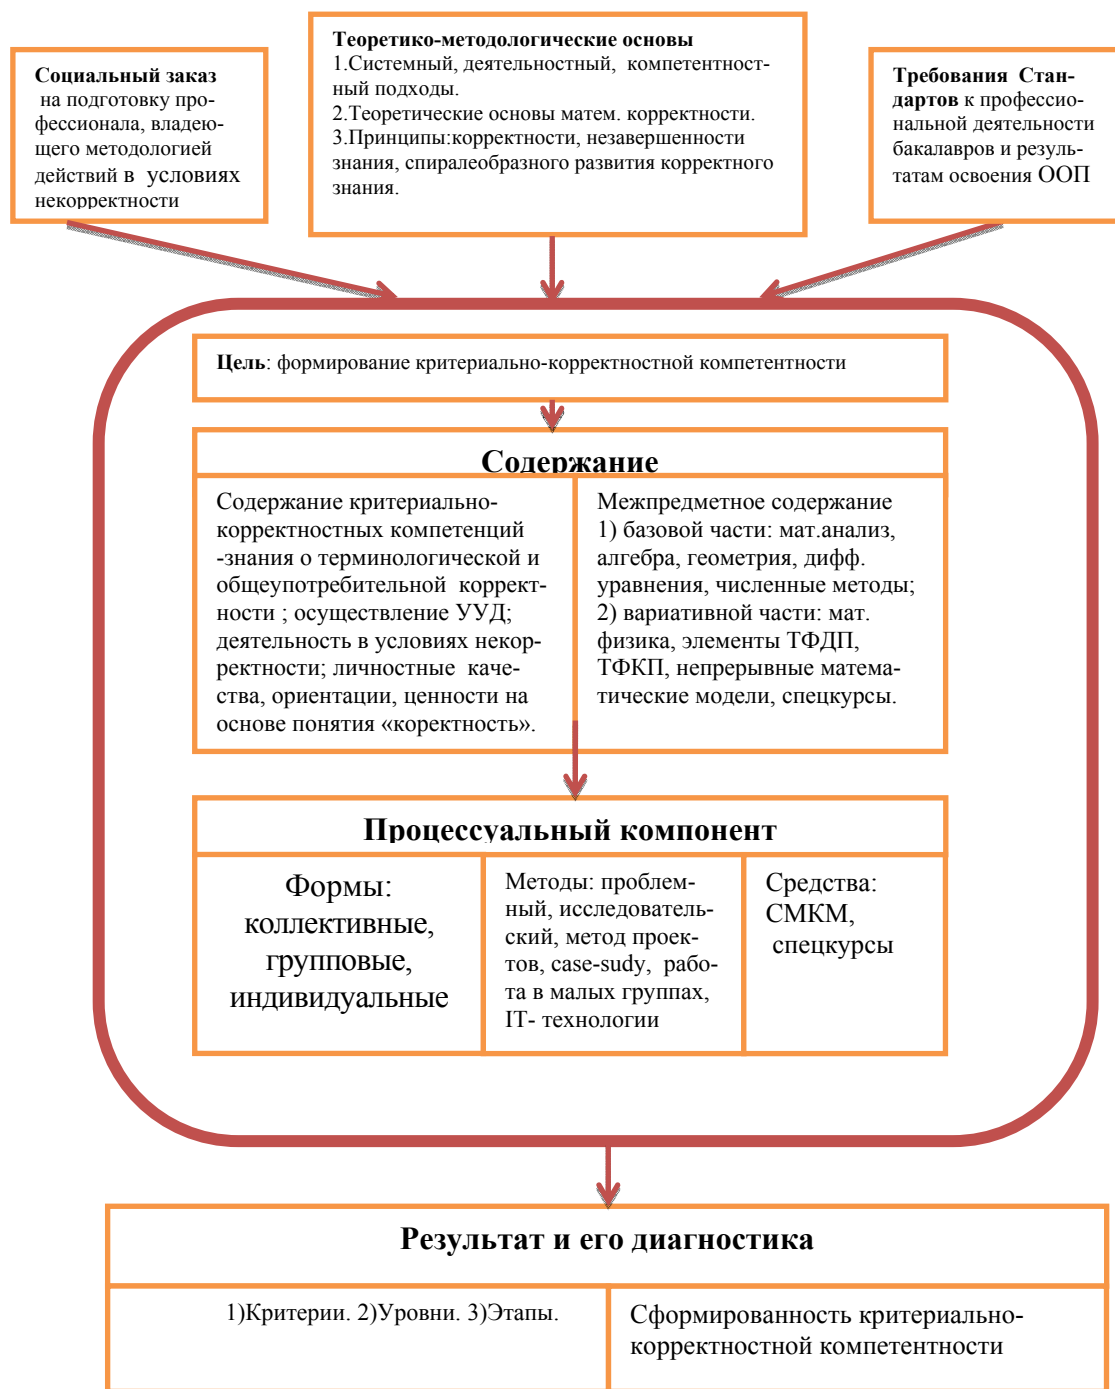 Социальный заказ
на подготовку про-
фессионала, владею-
щего методологией
действий в условиях
некорректности
Теоретико-методологические основы
1.Системный, деятельностный, компетентност-
ный подходы.
2.Теоретические основы матем. корректности.
3.Принципы:корректности, незавершенности
знания, спиралеобразного развития корректного
знания.
Требования Стан-
дартов к профессио-
нальной деятельности
бакалавров и резуль-
татам освоения ООП
Цель: формирование критериально-корректностной компетентности
Содержание
Содержание критериально-
корректностных компетенций
-знания о терминологической и
общеупотребительной коррект-
ности ; осуществление УУД;
деятельность в условиях некор-
ректности; личностные каче-
ства, ориентации, ценности на
основе понятия «коректность».
Межпредметное содержание
1) базовой части: мат.анализ,
алгебра, геометрия, дифф.
уравнения, численные методы;
2) вариативной части: мат.
физика, элементы ТФДП,
ТФКП, непрерывные матема-
тические модели, спецкурсы.
Процессуальный компонент
Формы:
коллективные,
групповые,
индивидуальные
Методы: проблем-
ный, исследователь-
ский, метод проек-
тов, case-sudy, рабо-
та в малых группах,
IT- технологии
Средства:
СМКМ,
спецкурсы
Результат и его диагностика
1)Критерии. 2)Уровни. 3)Этапы.
Сформированность критериально-
корректностной компетентности